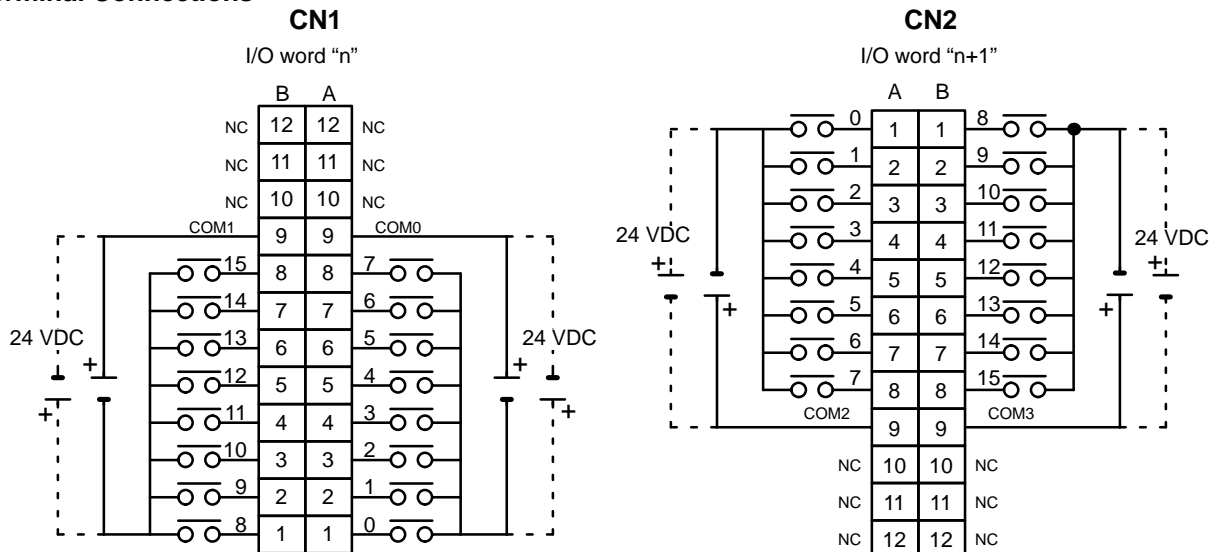 CN1
I/O word “n”
B A
NC 12 12 NC
NC 11 11 NC
NC 10 10 NC
COM1 9 9 COM0
15 8 8 7
14 7 7 6
13 6 6 5
12 5 5 4
11 4 4 3
10 3 3 2
9 2 2 1
8 1 1 0
24 VDC + +
24 VDC + +
CN2
I/O word “n+1”
A B
0 1 1 8
1 2 2 9
2 3 3 10
3 4 4 11
4 5 5 12
5 6 6 13
6 7 7 14
7 8 8 15
COM2 9 9 COM3
NC 10 10 NC
NC 11 11 NC
NC 12 12 NC
24 VDC + +
24 VDC + +